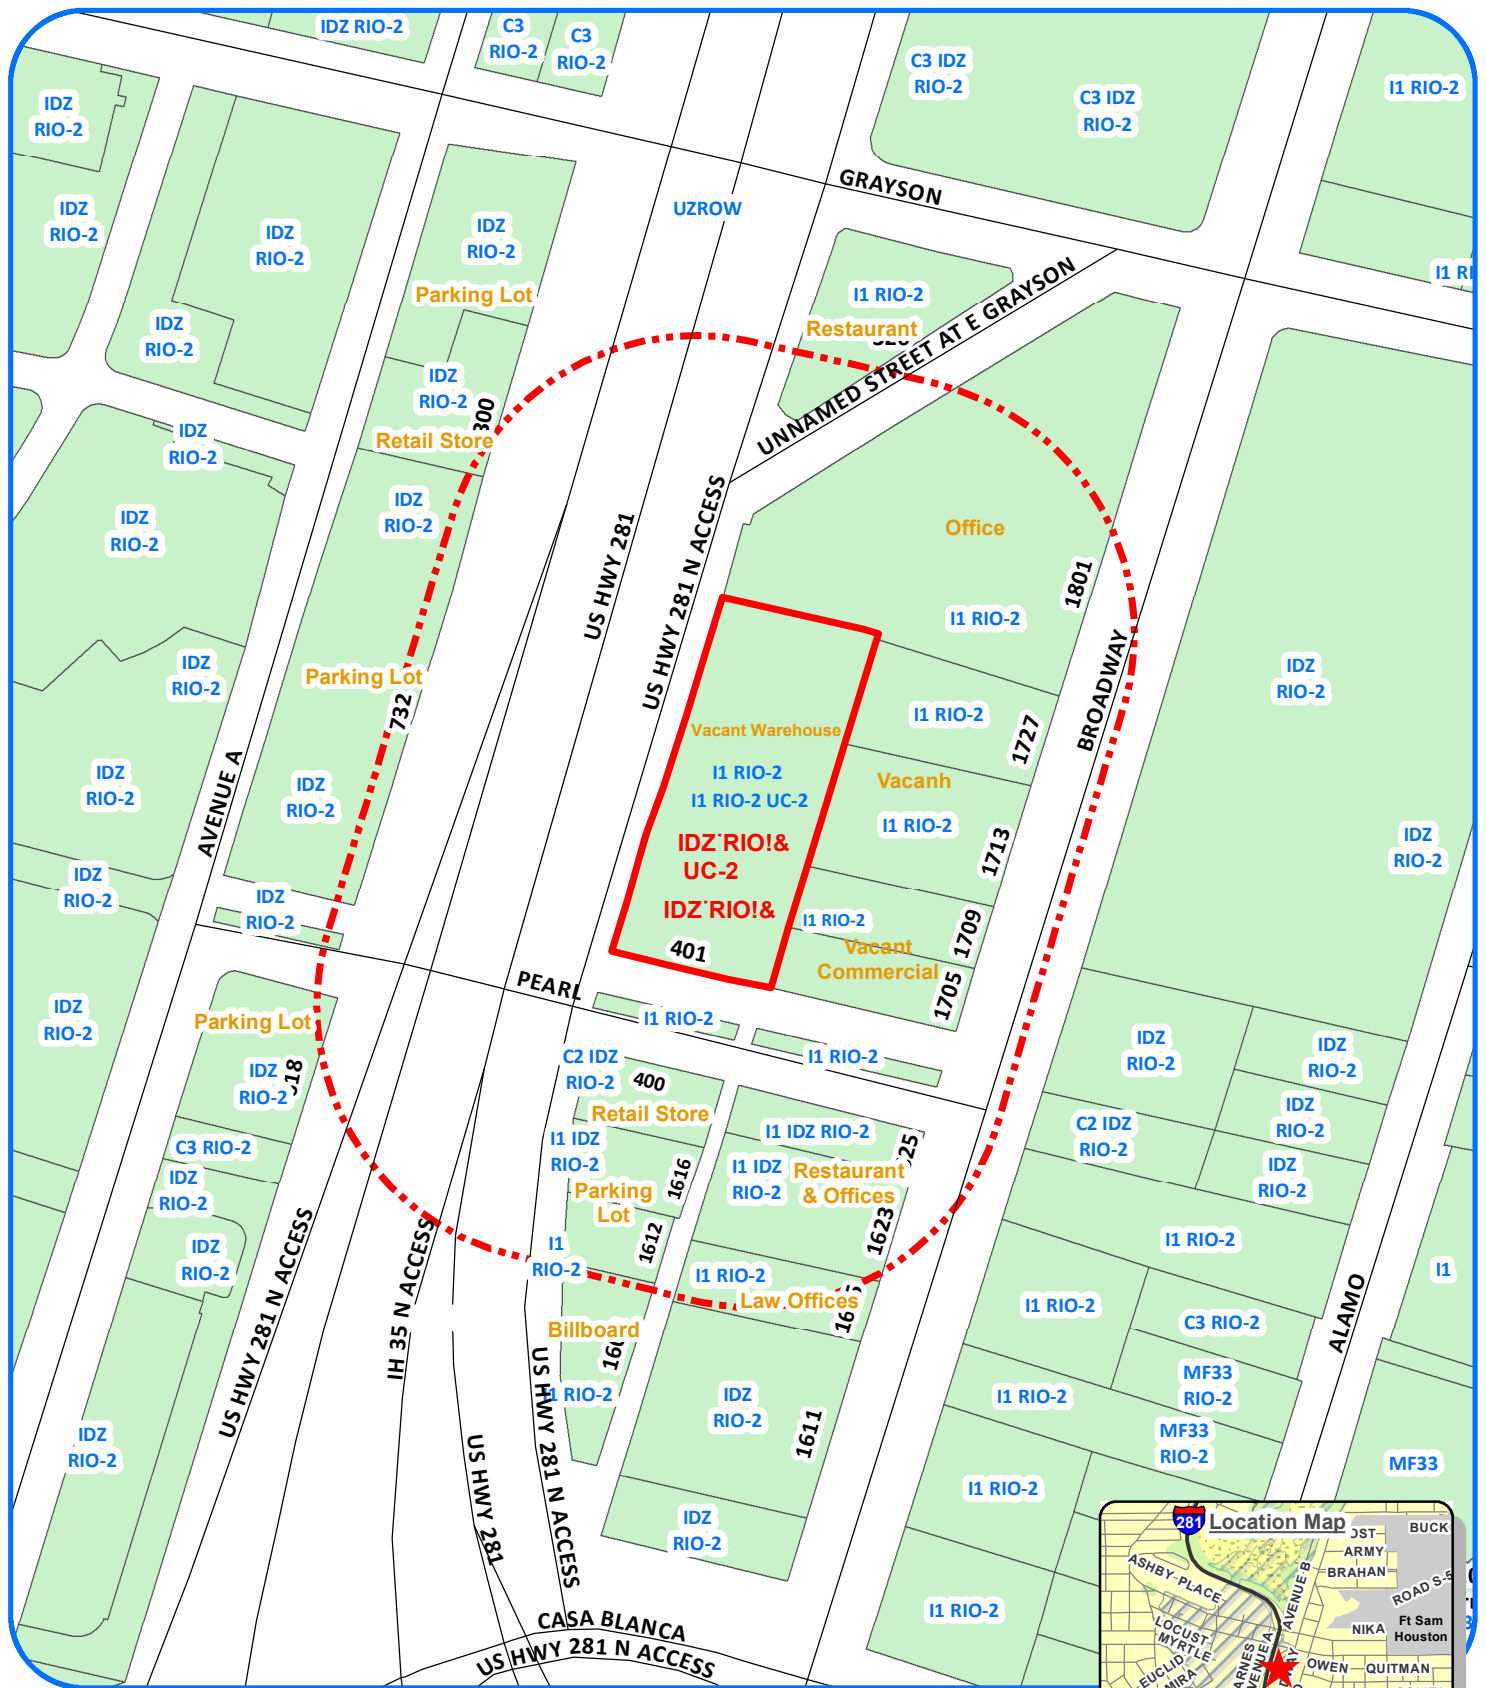 IDZ RIO-2
C3
RIO-2
C3
RIO-2
C3 IDZ
RIO-2
C3 IDZ
RIO-2
I1 RIO-2
IDZ
RIO-2
GRAYSON
IDZ
RIO-2
IDZ
RIO-2
IDZ
RIO-2
UZROW
I1 RIO-2
Parking Lot
Restaurant
UNNAMED STREET AT E GRAYSON
IDZ
RIO-2
IDZ
RIO-2
Retail Store
IDZ
RIO-2
IDZ
RIO-2
IDZ
RIO-2
US HWY 281
US HWY 281 N ACCESS
Office
1801
I1 RIO-2
BROADWAY
IDZ
RIO-2
IDZ
RIO-2
Parking Lot
732
I1 RIO-2
1727
Vacant Warehouse
I1 RIO-2
I1 RIO-2 UC-2
IDZ RIO!&
UC-2
IDZ RIO!&
401
Vacanh
I1 RIO-2
1713
IDZ
RIO-2
IDZ
RIO-2
AVENUE A
IDZ
RIO-2
IDZ
RIO-2
IDZ
RIO-2
I1 RIO-2
1709
Vacant
Commercial
1705
PEARL
IDZ
RIO-2
Parking Lot
I1 RIO-2
I1 RIO-2
IDZ
RIO-2
IDZ
RIO-2
IDZ
RIO-2
C2 IDZ
RIO-2
400
Retail Store
C3 RIO-2
IDZ
RIO-2
I1 IDZ
RIO-2
1616
I1 IDZ RIO-2
I1 IDZ
RIO-2
Restaurant
& Offices
C2 IDZ
RIO-2
IDZ
RIO-2
IDZ
RIO-2
Parking
Lot
1612
1623
IDZ
RIO-2
I1
RIO-2
I1 RIO-2
Law Offices
I1 RIO-2
I1
I1 RIO-2
C3 RIO-2
ALAMO
US HWY 281 N ACCESS
IH 35 N ACCESS
Billboard
I1 RIO-2
IDZ
RIO-2
1611
I1 RIO-2
MF33
RIO-2
MF33
RIO-2
MF33
IDZ
RIO-2
US HWY 281
US HWY 281 N ACCESS
IDZ
RIO-2
I1 RIO-2
I1 RIO-2
CASA BLANCA
US HWY 281 N ACCESS
281
Location Map
BUCK
ARMY
BRAHAN
ASHBY PLACE
AVENUE B
ROAD S-5
LOCUST
MYRTLE
EUCLID
MIRA
NIKA
Ft Sam
Houston
AVENUE A
OWEN
QUITMAN